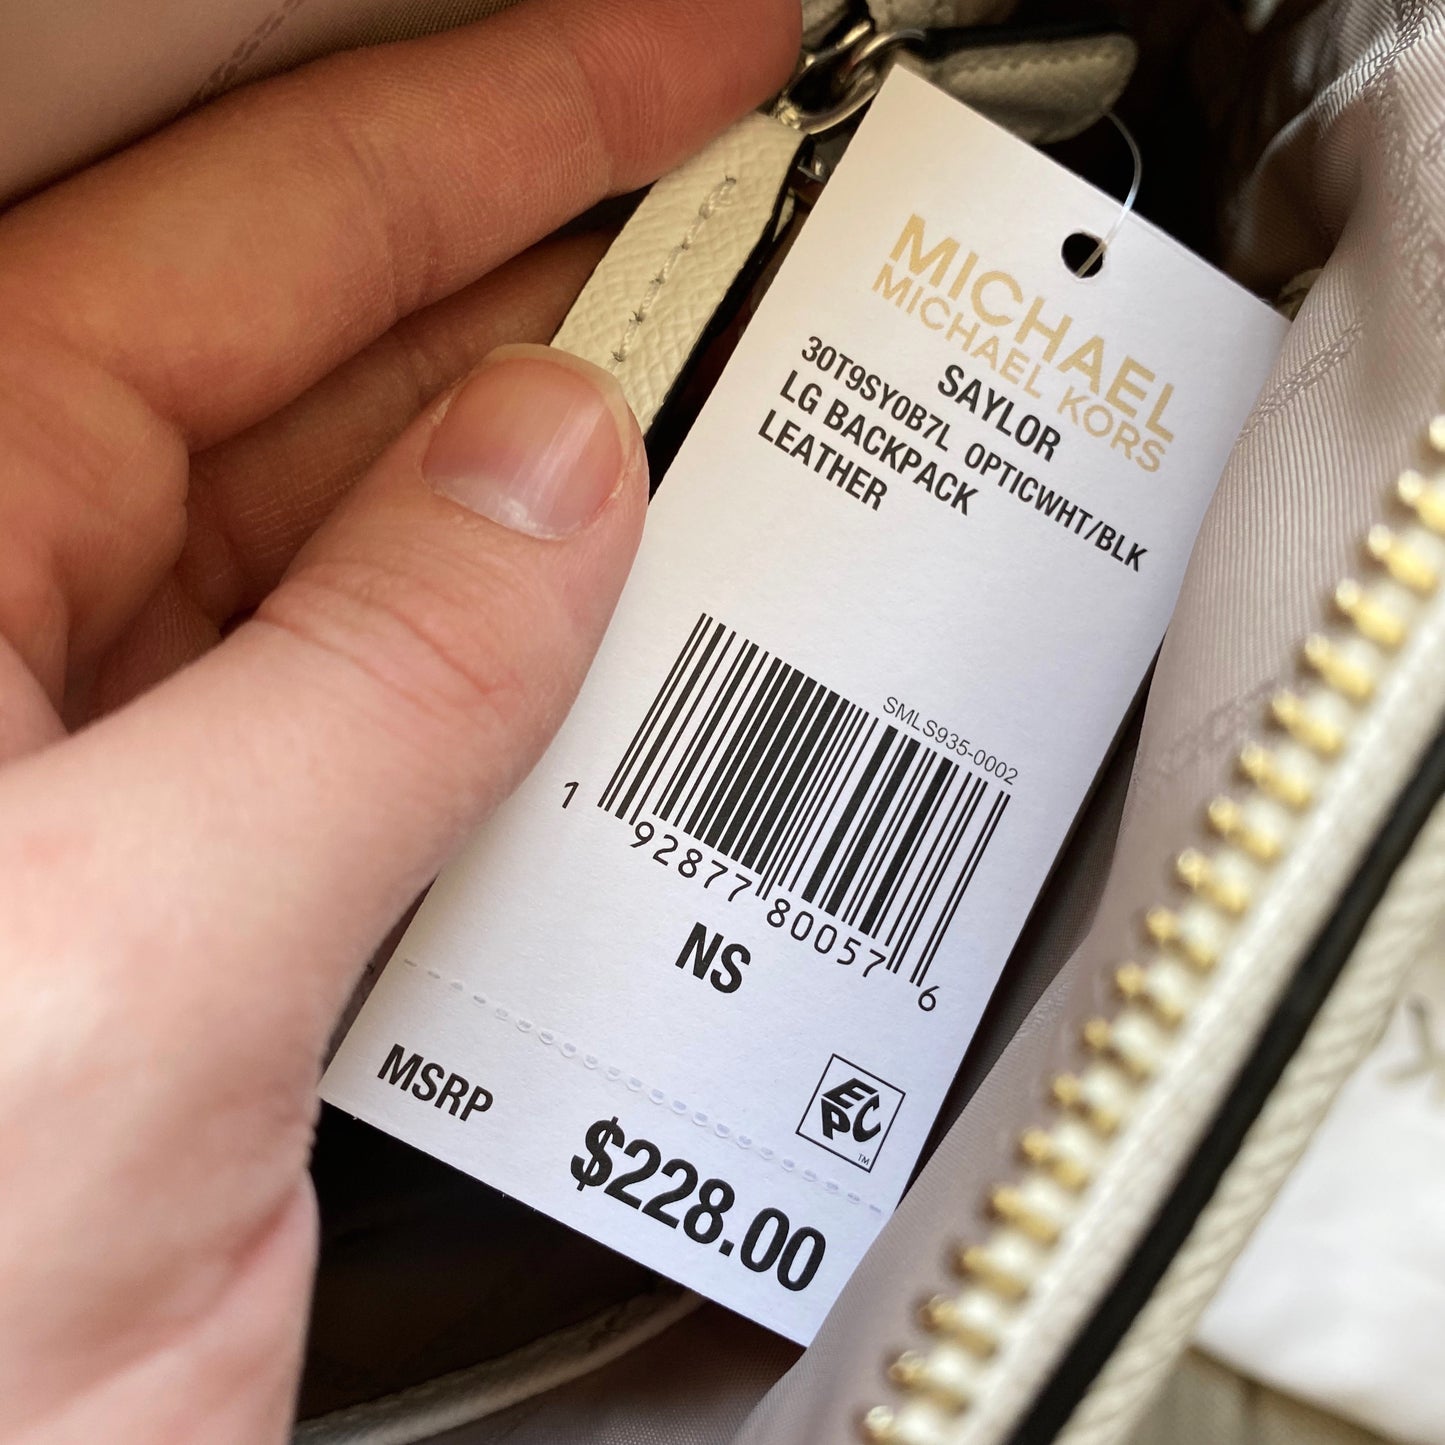 MICHAEL
MICHAEL KORS
SAYLOR
30T9SY0B7L OPTICWHT/BLK
LG BACKPACK
LEATHER
SMLS935-0002
1 92877 80057 6
NS
EPC
TM
MSRP
$228.00